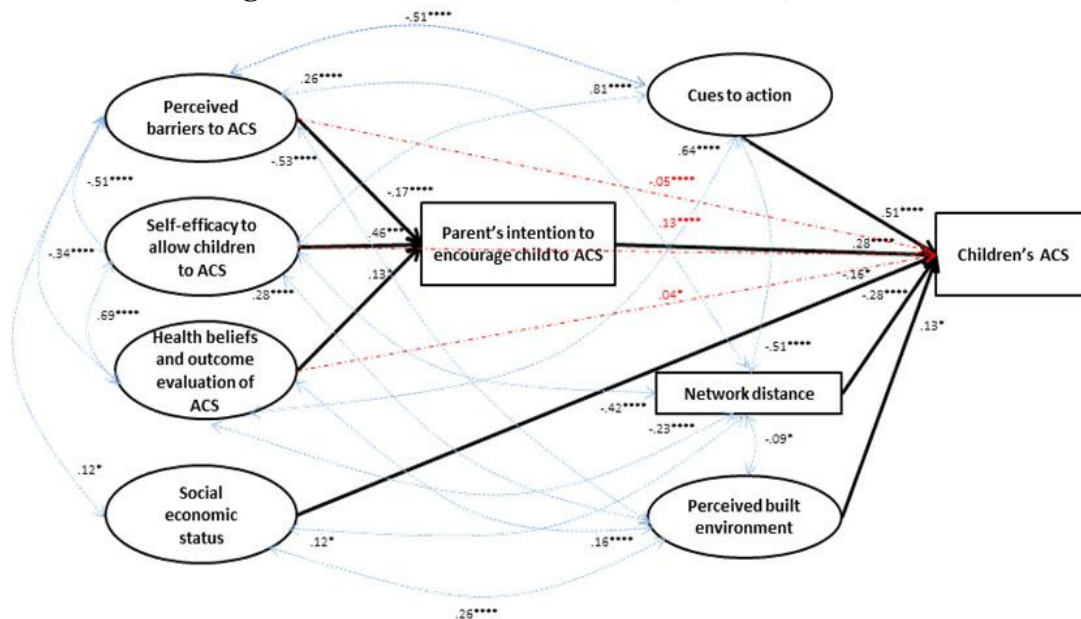 -.51****
.26****
.81****
Perceived
barriers to ACS
Cues to action
-.53****
.64****
-.51****
-.17****
-.05****
Self-efficacy to
allow children
to ACS
.46****
Parent's intention to
encourage child to ACS
.13****
.51****
.28****
Children's ACS
-.34****
.28****
.13*
-.16*
-.28****
.04*
.13*
.69****
Health beliefs
and outcome
evaluation of
ACS
-.51****
-.42****
Network distance
-.23****
-.09*
.12*
Social
economic
status
Perceived built
environment
.12*
.16****
.26****